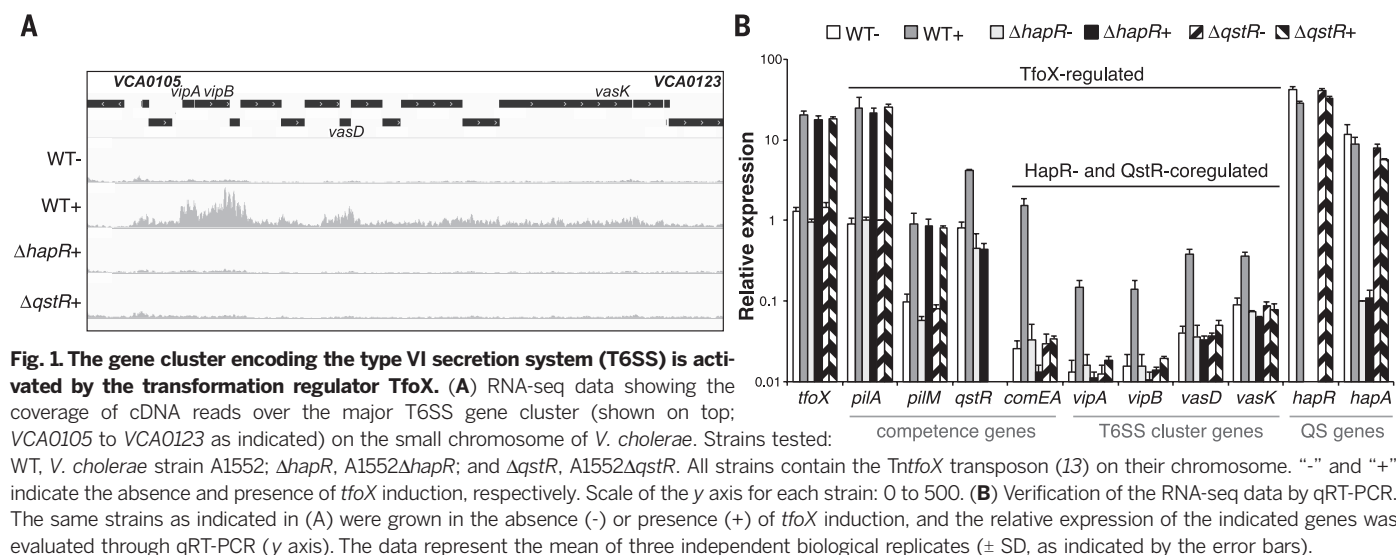 A
VCA0105
VCA0123
vipA vipB
vasK
vasD
WT-
WT+
ΔhapR+
ΔqstR+
B
WT- WT+ ΔhapR- ΔhapR+ ΔqstR- ΔqstR+
TfoX-regulated
HapR- and QstR-coregulated
Relative expression
100
10
1
0.1
0.01
tfoX pilA pilM qstR comEA vipA vipB vasD vasK hapR hapA
competence genes T6SS cluster genes QS genes
Fig. 1. The gene cluster encoding the type VI secretion system (T6SS) is acti-
vated by the transformation regulator TfoX. (A) RNA-seq data showing the
coverage of cDNA reads over the major T6SS gene cluster (shown on top;
VCA0105 to VCA0123 as indicated) on the small chromosome of V. cholerae. Strains tested:
WT, V. cholerae strain A1552; ΔhapR, A1552ΔhapR; and ΔqstR, A1552ΔqstR. All strains contain the TntfoX transposon (13) on their chromosome. “-” and “+”
indicate the absence and presence of tfoX induction, respectively. Scale of the y axis for each strain: 0 to 500. (B) Verification of the RNA-seq data by qRT-PCR.
The same strains as indicated in (A) were grown in the absence (-) or presence (+) of tfoX induction, and the relative expression of the indicated genes was
evaluated through qRT-PCR (y axis). The data represent the mean of three independent biological replicates (± SD, as indicated by the error bars).